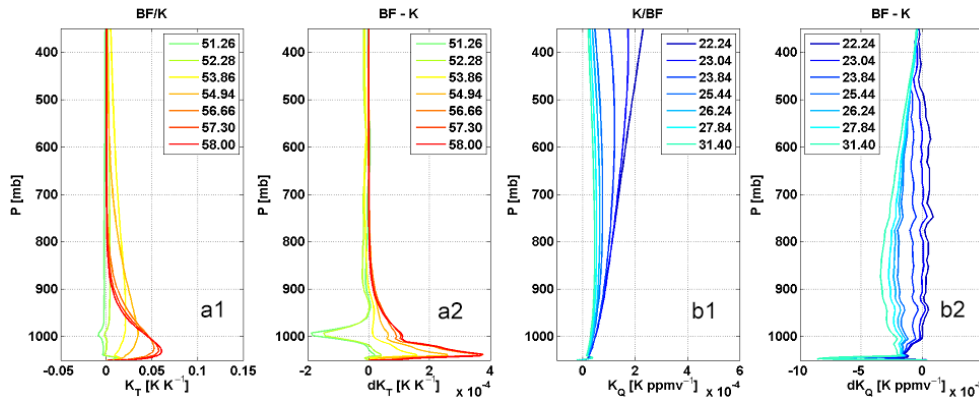 BF/K
400
500
600
700
800
900
1000
P [mb]
51.26
52.28
53.86
54.94
56.66
57.30
58.00
a1
-0.05 0 0.05 0.1 0.15
K_T [K K⁻¹]
BF - K
400
500
600
700
800
900
1000
P [mb]
51.26
52.28
53.86
54.94
56.66
57.30
58.00
a2
-2 0 2 4
dK_T [K K⁻¹] x 10⁻⁴
K/BF
400
500
600
700
800
900
1000
P [mb]
22.24
23.04
23.84
25.44
26.24
27.84
31.40
b1
0 2 4 6
K_Q [K ppmv⁻¹] x 10⁻⁴
BF - K
400
500
600
700
800
900
1000
P [mb]
22.24
23.04
23.84
25.44
26.24
27.84
31.40
b2
-10 -5 0
dK_Q [K ppmv⁻¹] x 10⁻